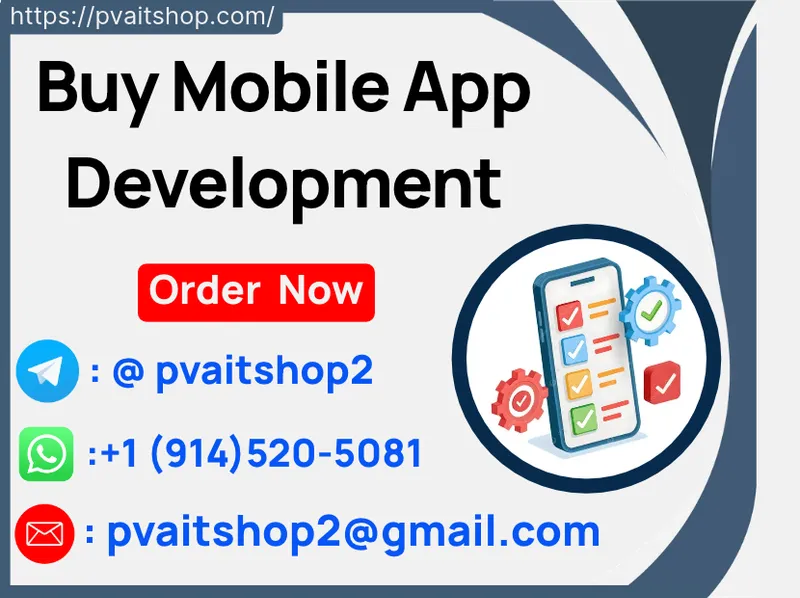 https://pvaitshop.com/
Buy Mobile App
Development
Order Now
: @ pvaitshop2
:+1 (914)520-5081
: pvaitshop2@gmail.com